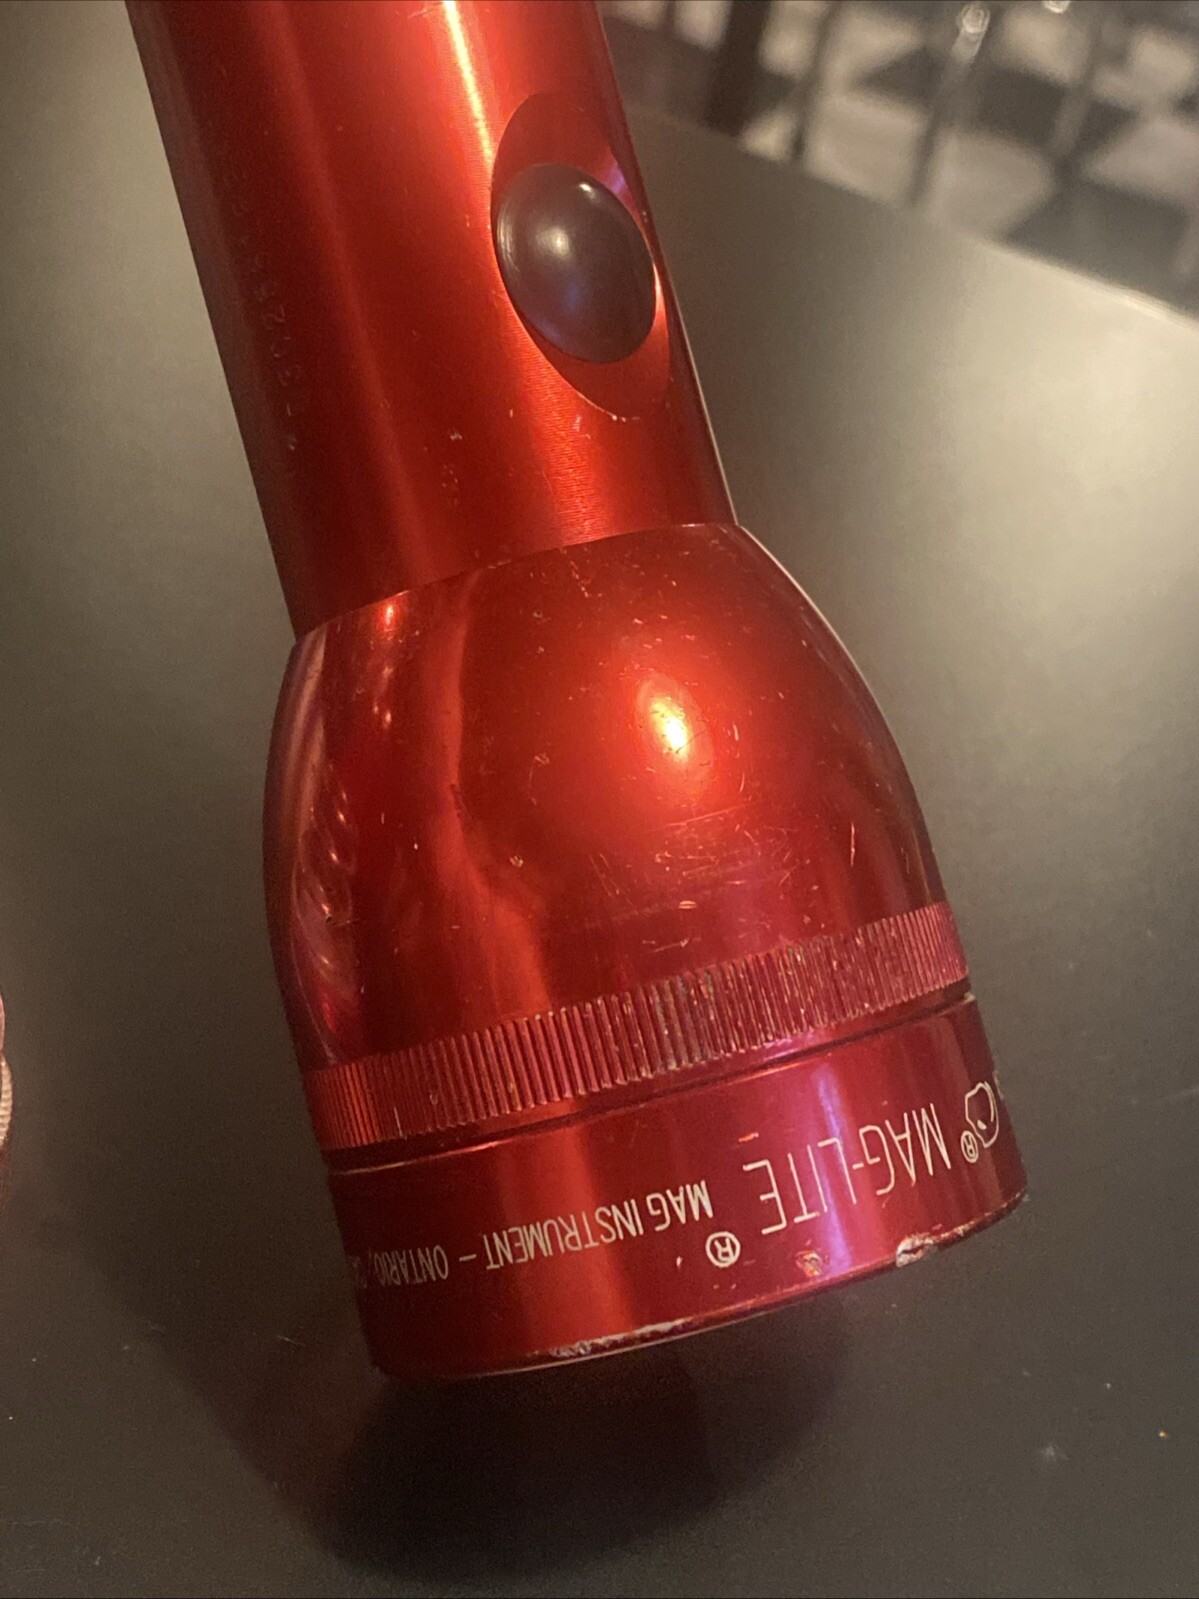 ® MAG-LITE ®
MAG INSTRUMENT – ONTARIO,